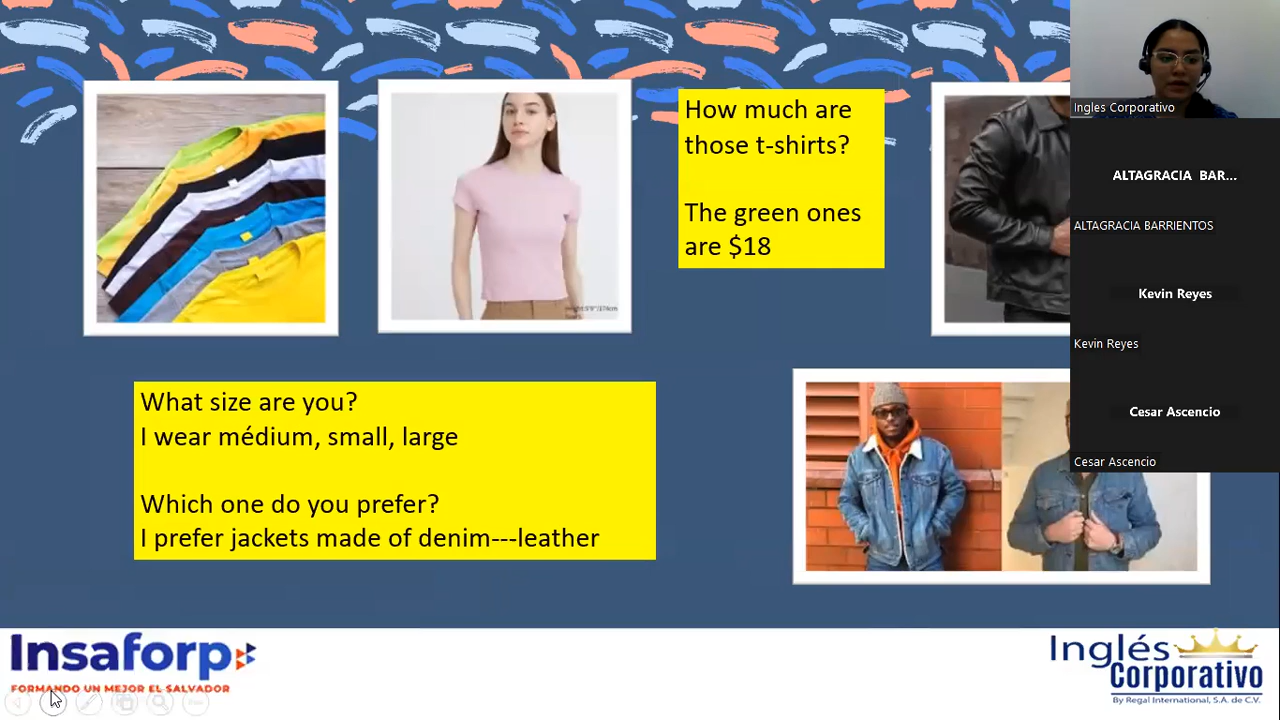 How much are
those t-shirts?
The green ones
are $18
What size are you?
I wear médium, small, large
Which one do you prefer?
I prefer jackets made of denim---leather
Ingles Corporativo
ALTAGRACIA BAR...
ALTAGRACIA BARRIENTOS
Kevin Reyes
Kevin Reyes
Cesar Ascencio
Cesar Ascencio
Insaforp
FORMANDO UN MEJOR EL SALVADOR
Inglés
Corporativo
By Regal International, S.A. de C.V.